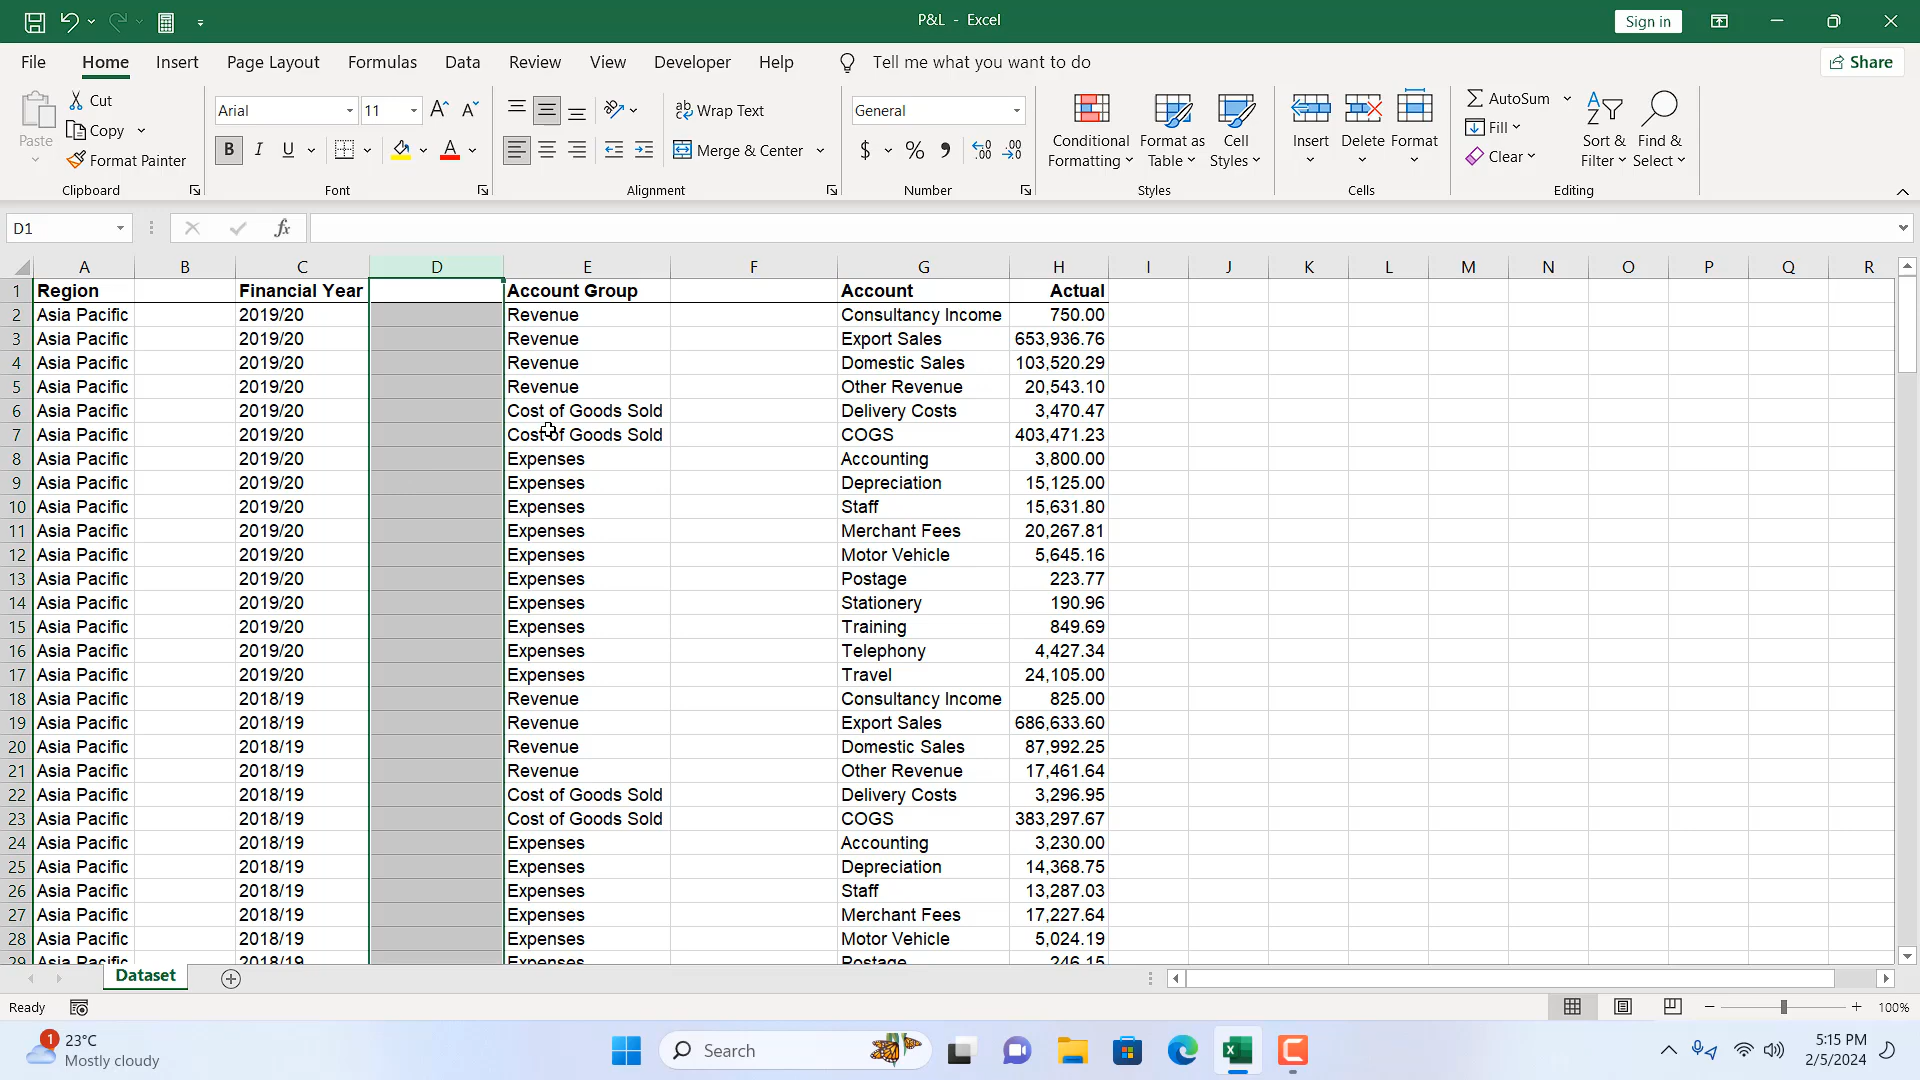 P&L - Excel
Sign in
File Home Insert Page Layout Formulas Data Review View Developer Help Tell me what you want to do Share
Paste Cut Copy Format Painter Clipboard
Arial 11 B I U Font
Wrap Text Merge & Center Alignment
General $ % Number
Conditional Formatting Format as Table Cell Styles Styles
Insert Delete Format Cells
AutoSum Fill Clear Sort & Filter Find & Select Editing
D1 fx
A B C D E F G H I J K L M N O P Q R
1 Region Financial Year Account Group Account Actual
2 Asia Pacific 2019/20 Revenue Consultancy Income 750.00
3 Asia Pacific 2019/20 Revenue Export Sales 653,936.76
4 Asia Pacific 2019/20 Revenue Domestic Sales 103,520.29
5 Asia Pacific 2019/20 Revenue Other Revenue 20,543.10
6 Asia Pacific 2019/20 Cost of Goods Sold Delivery Costs 3,470.47
7 Asia Pacific 2019/20 Cost of Goods Sold COGS 403,471.23
8 Asia Pacific 2019/20 Expenses Accounting 3,800.00
9 Asia Pacific 2019/20 Expenses Depreciation 15,125.00
10 Asia Pacific 2019/20 Expenses Staff 15,631.80
11 Asia Pacific 2019/20 Expenses Merchant Fees 20,267.81
12 Asia Pacific 2019/20 Expenses Motor Vehicle 5,645.16
13 Asia Pacific 2019/20 Expenses Postage 223.77
14 Asia Pacific 2019/20 Expenses Stationery 190.96
15 Asia Pacific 2019/20 Expenses Training 849.69
16 Asia Pacific 2019/20 Expenses Telephony 4,427.34
17 Asia Pacific 2019/20 Expenses Travel 24,105.00
18 Asia Pacific 2018/19 Revenue Consultancy Income 825.00
19 Asia Pacific 2018/19 Revenue Export Sales 686,633.60
20 Asia Pacific 2018/19 Revenue Domestic Sales 87,992.25
21 Asia Pacific 2018/19 Revenue Other Revenue 17,461.64
22 Asia Pacific 2018/19 Cost of Goods Sold Delivery Costs 3,296.95
23 Asia Pacific 2018/19 Cost of Goods Sold COGS 383,297.67
24 Asia Pacific 2018/19 Expenses Accounting 3,230.00
25 Asia Pacific 2018/19 Expenses Depreciation 14,368.75
26 Asia Pacific 2018/19 Expenses Staff 13,287.03
27 Asia Pacific 2018/19 Expenses Merchant Fees 17,227.64
28 Asia Pacific 2018/19 Expenses Motor Vehicle 5,024.19
29 Asia Pacific 2018/19 Expenses Postage 246.15
Dataset
Ready 100%
1 23°C
Mostly cloudy
Search
5:15 PM
2/5/2024